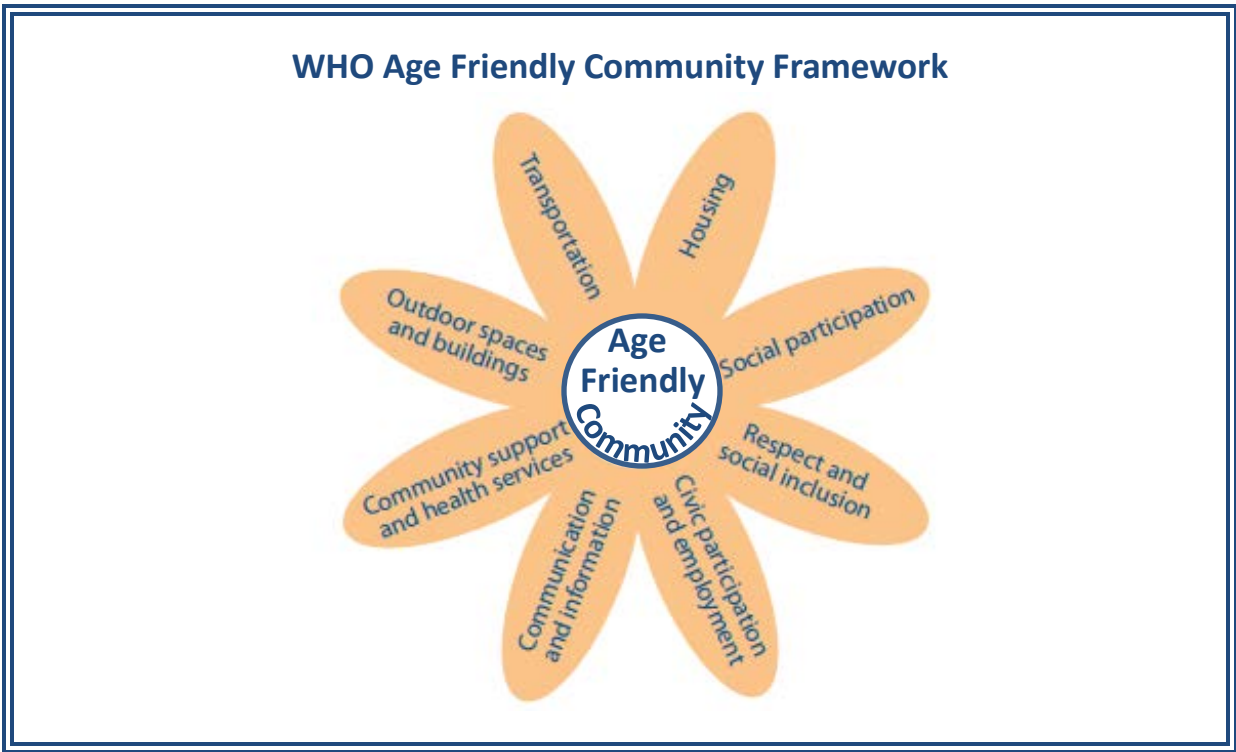 WHO Age Friendly Community Framework
Transportation
Housing
Outdoor spaces
and buildings
Social participation
Age
Friendly
Community
Community support
and health services
Respect and
social inclusion
Communication
and information
Civic participation
and employment